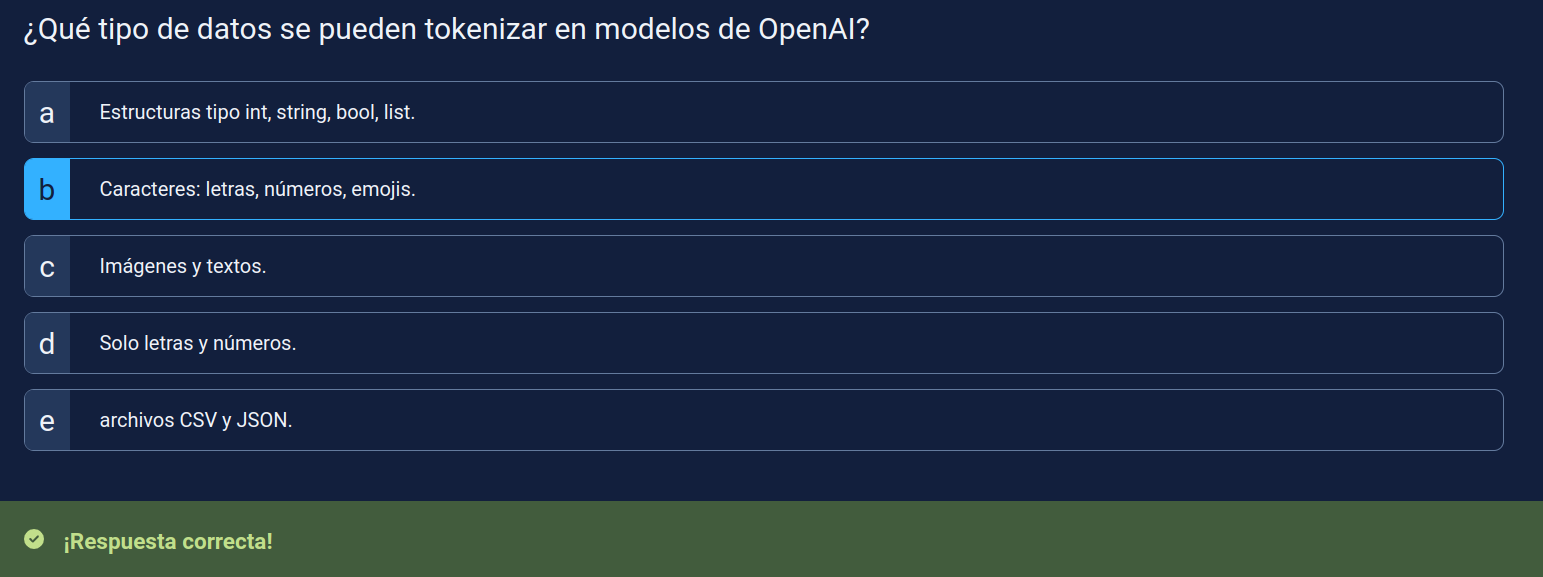 ¿Qué tipo de datos se pueden tokenizar en modelos de OpenAI?
a Estructuras tipo int, string, bool, list.
b Caracteres: letras, números, emojis.
c Imágenes y textos.
d Solo letras y números.
e archivos CSV y JSON.
¡Respuesta correcta!